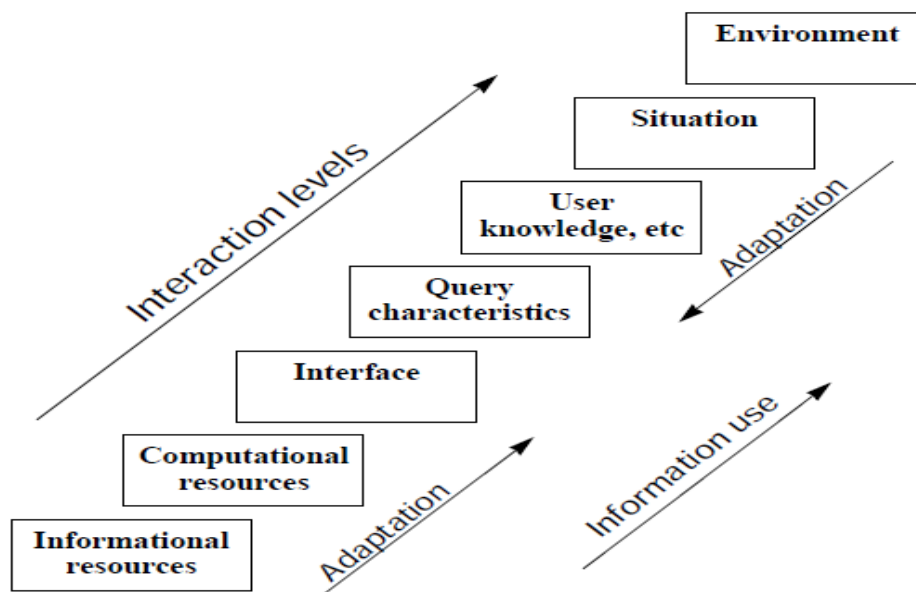 Environment
Situation
Interaction levels
User
knowledge, etc
Adaptation
Query
characteristics
Interface
Information use
Computational
resources
Adaptation
Informational
resources